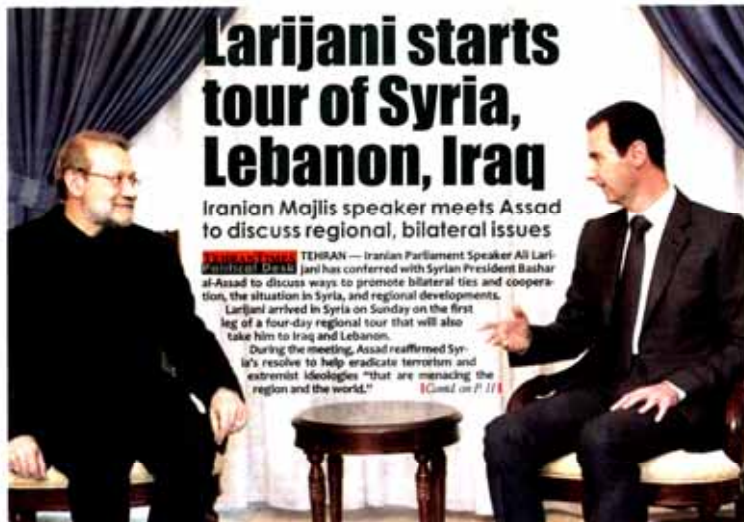 Larijani starts
tour of Syria,
Lebanon, Iraq
Iranian Majlis speaker meets Assad
to discuss regional, bilateral issues
TEHRAN TIMES
Political Desk
TEHRAN — Iranian Parliament Speaker Ali Lari-
jani has conferred with Syrian President Bashar
al-Assad to discuss ways to promote bilateral ties and coopera-
tion, the situation in Syria, and regional developments.
Larijani arrived in Syria on Sunday on the first
leg of a four-day regional tour that will also
take him to Iraq and Lebanon.
During the meeting, Assad reaffirmed Syr-
ia's resolve to help eradicate terrorism and
extremist ideologies "that are menacing the
region and the world."
Contd. on P. 11